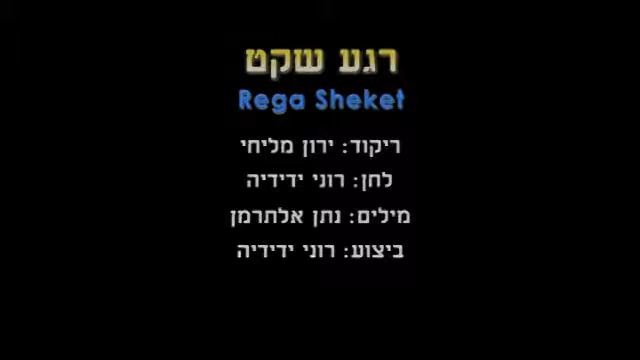 רגע שקט
Rega Sheket
ריקוד: ירון מליחי
לחן: רוני ידידיה
מילים: נתן אלתרמן
ביצוע: רוני ידידיה